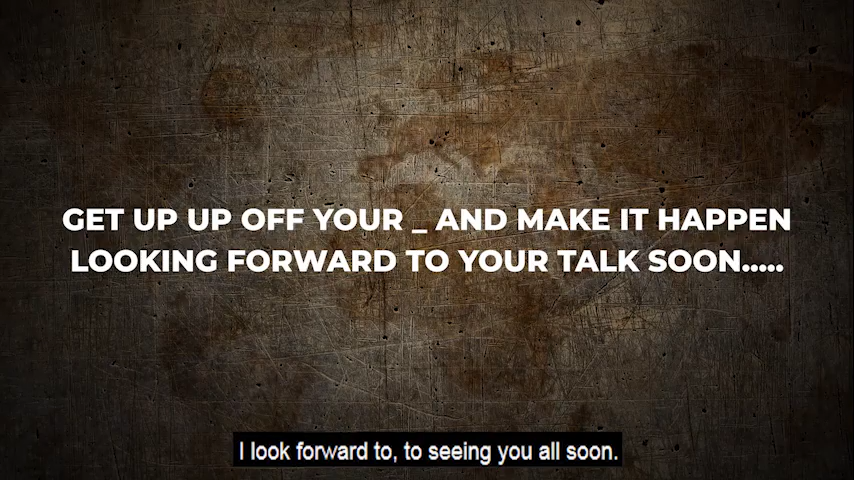 GET UP UP OFF YOUR _ AND MAKE IT HAPPEN
LOOKING FORWARD TO YOUR TALK SOON.....
I look forward to, to seeing you all soon.